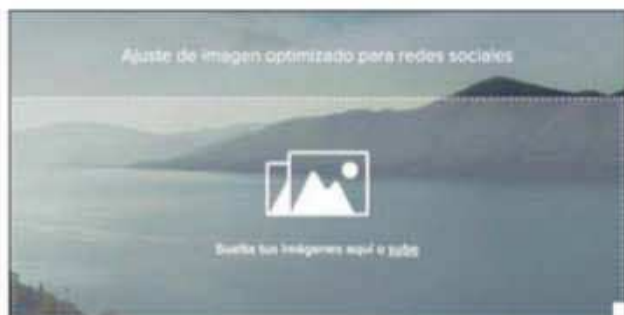 Ajuste de imagen optimizado para redes sociales
Suelta tus imágenes aquí o sube